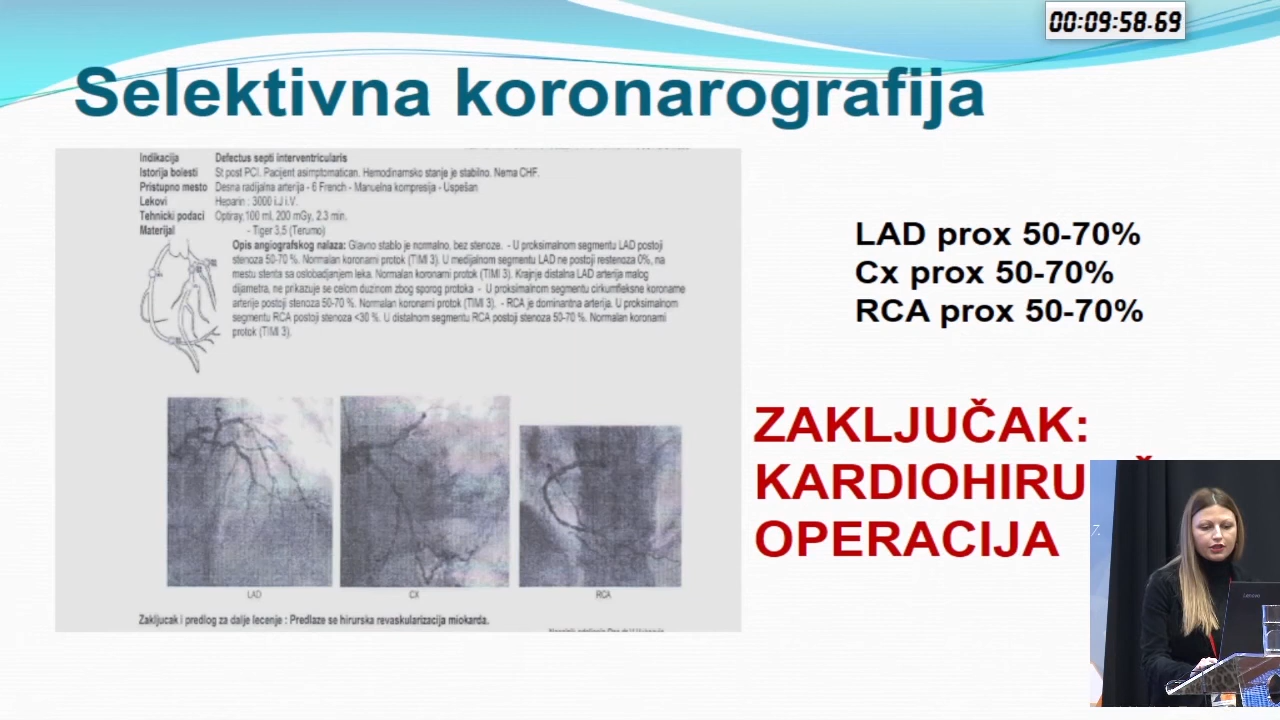 00:09:58.69
Selektivna koronarografija
Indikacija Defectus septi interventricularis
Istorija bolesti St post PCI. Pacijent asimptomatican. Hemodinamsko stanje je stabilno. Nema CHF.
Pristupno mesto Desna radijalna arterija - 6 French - Manuelna kompresija - Uspešan
Lekovi Heparin : 3000 i.J i.V.
Tehnicki podaci Optiray,100 ml, 200 mGy, 2.3 min.
Materijal - Tiger 3,5 (Terumo)
Opis angiografskog nalaza: Glavno stablo je normalno, bez stenoze. - U proksimalnom segmentu LAD postoji
stenoza 50-70 %. Normalan koronarni protok (TIMI 3). U medijalnom segmentu LAD ne postoji restenoza 0%, na
mestu stenta sa oslobadjanjem leka. Normalan koronarni protok (TIMI 3). Krajnje distalna LAD arterija malog
dijametra, ne prikazuje se celom duzinom zbog sporog protoka - U proksimalnom segmentu cirkumfleksne koroname
arterije postoji stenoza 50-70 %. Normalan koronarni protok (TIMI 3). - RCA je dominantna arterija. U proksimalnom
segmentu RCA postoji stenoza <30 %. U distalnom segmentu RCA postoji stenoza 50-70 %. Normalan koronarni
protok (TIMI 3).
LAD prox 50-70%
Cx prox 50-70%
RCA prox 50-70%
ZAKLJUČAK:
KARDIOHIRU
OPERACIJA
LAD
CX
RCA
Zakljucak i predlog za dalje lecenje : Predlaze se hirurska revaskularizacija miokarda.
7.
Lenovo